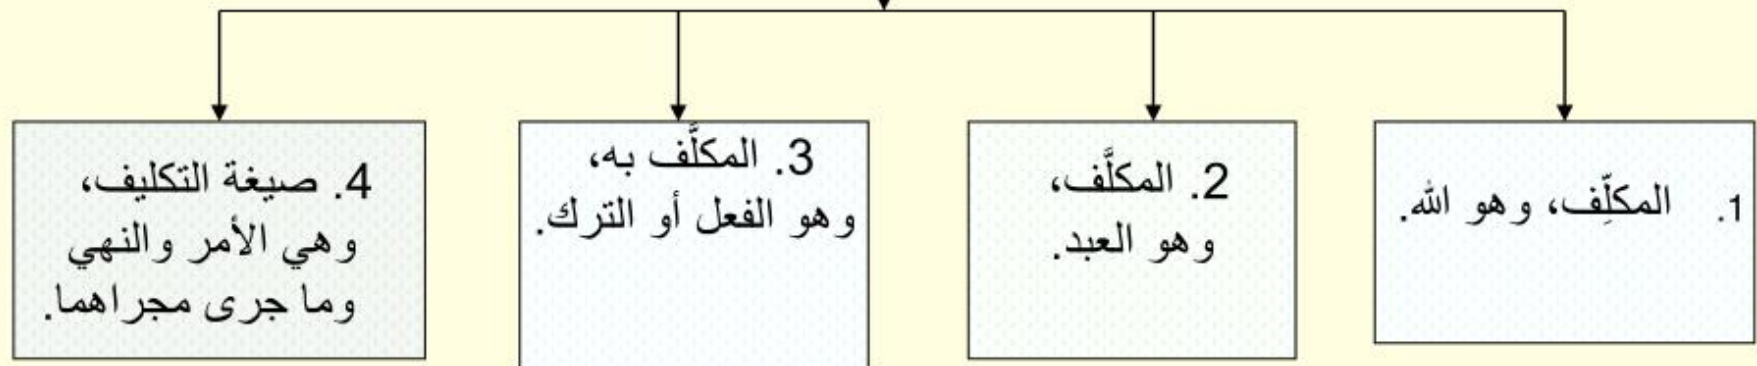 1. المكلِّف، وهو الله.
2. المكلَّف،
وهو العبد.
3. المكلَّف به،
وهو الفعل أو الترك.
4. صيغة التكليف،
وهي الأمر والنهي
وما جرى مجراهما.